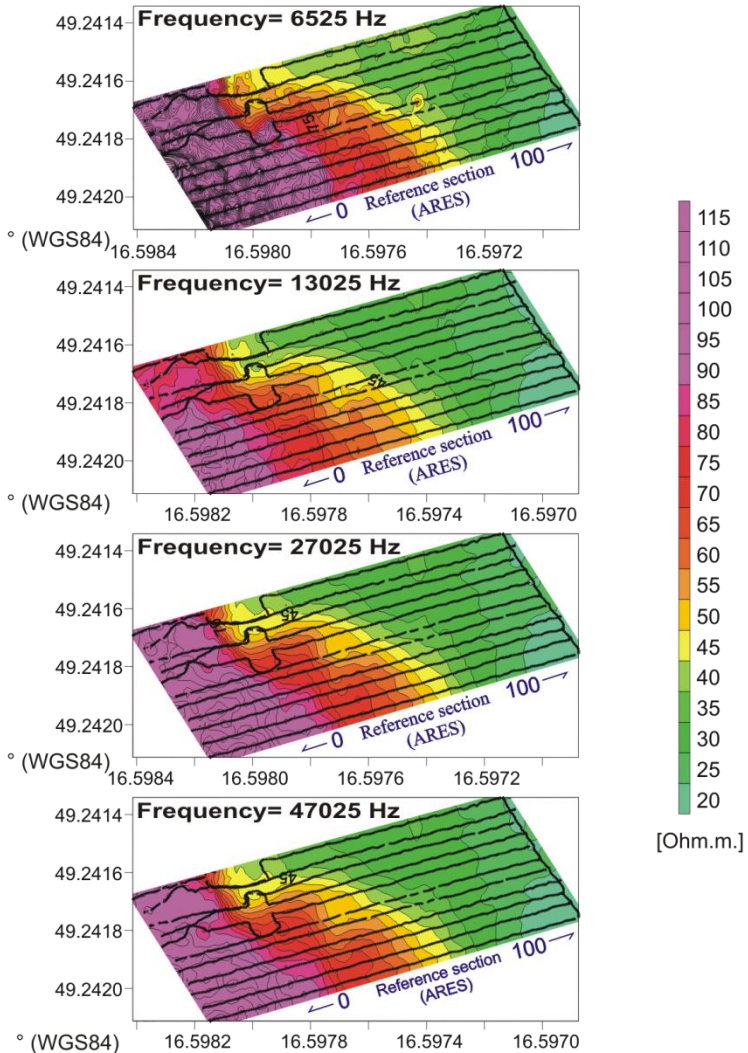 Frequency= 6525 Hz
49.2414
49.2416
49.2418
49.2420
75
0 Reference section 100
(ARES)
° (WGS84)
16.5984 16.5980 16.5976 16.5972
Frequency= 13025 Hz
49.2414
49.2416
49.2418
49.2420
45
0 Reference section 100
(ARES)
° (WGS84)
16.5982 16.5978 16.5974 16.5970
Frequency= 27025 Hz
49.2414
49.2416
49.2418
49.2420
45
0 Reference section 100
(ARES)
° (WGS84)
16.5984 16.5980 16.5976 16.5972
Frequency= 47025 Hz
49.2414
49.2416
49.2418
49.2420
45
0 Reference section 100
(ARES)
° (WGS84)
16.5982 16.5978 16.5974 16.5970
115
110
105
100
95
90
85
80
75
70
65
60
55
50
45
40
35
30
25
20
[Ohm.m.]